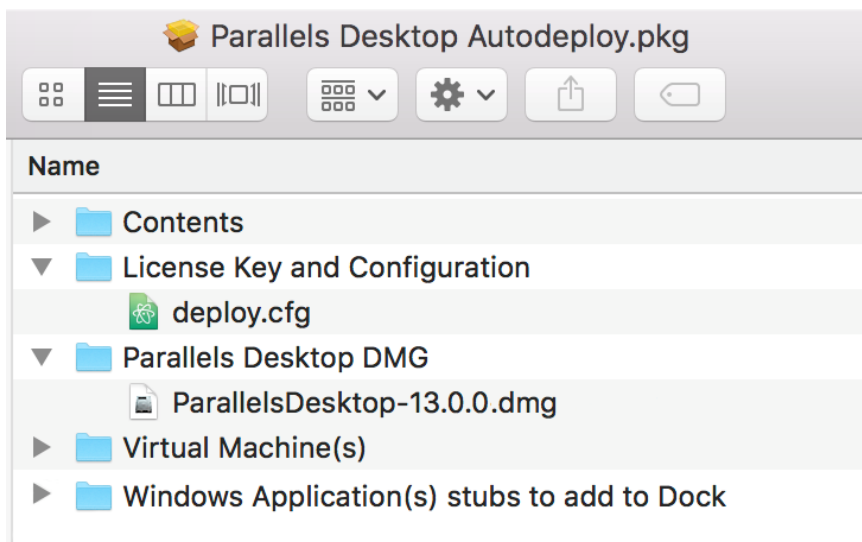 Parallels Desktop Autodeploy.pkg
Name
Contents
License Key and Configuration
deploy.cfg
Parallels Desktop DMG
ParallelsDesktop-13.0.0.dmg
Virtual Machine(s)
Windows Application(s) stubs to add to Dock